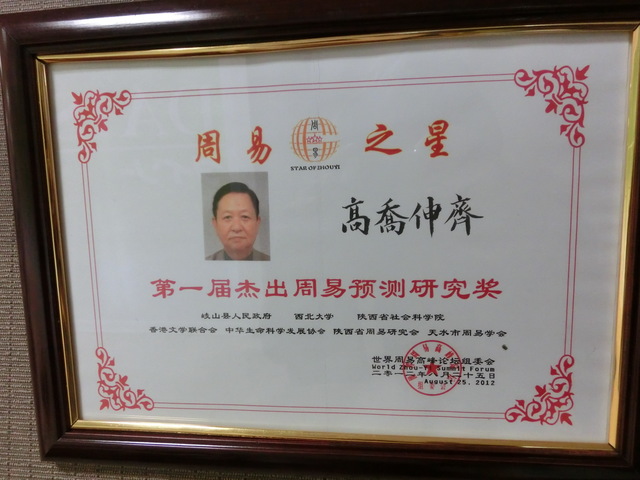 周易 之星
STAR OF ZHOUYI
高喬伸齊
第一届杰出周易预测研究奖
岐山县人民政府 西北大学 陕西省社会科学院
香港文学联合会 中华生命科学发展协会 陕西省周易研究会 天水市周易学会
世界周易高峰论坛组委会
World Zhou-Yi Summit Forum
二〇一二年八月二十五日
August 25, 2012